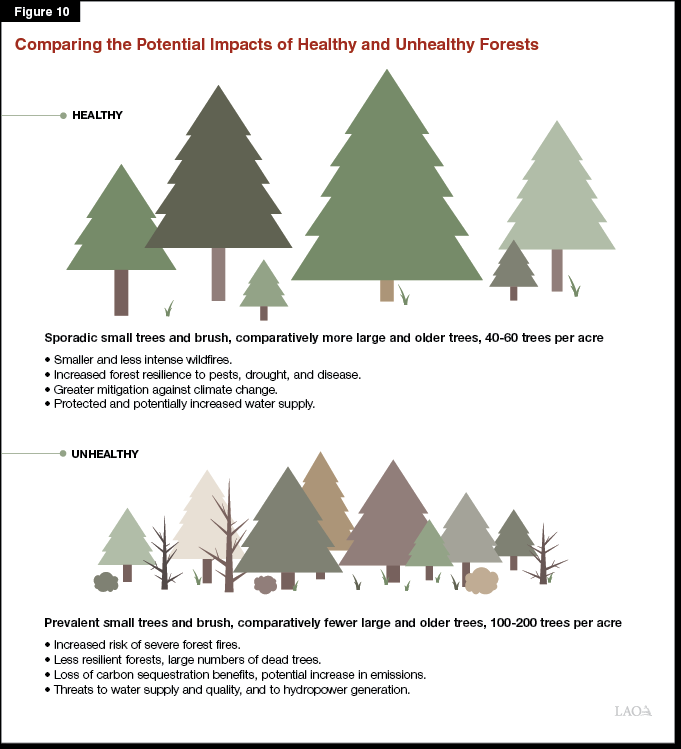 Figure 10
Comparing the Potential Impacts of Healthy and Unhealthy Forests
HEALTHY
Sporadic small trees and brush, comparatively more large and older trees, 40-60 trees per acre
• Smaller and less intense wildfires.
• Increased forest resilience to pests, drought, and disease.
• Greater mitigation against climate change.
• Protected and potentially increased water supply.
UNHEALTHY
Prevalent small trees and brush, comparatively fewer large and older trees, 100-200 trees per acre
• Increased risk of severe forest fires.
• Less resilient forests, large numbers of dead trees.
• Loss of carbon sequestration benefits, potential increase in emissions.
• Threats to water supply and quality, and to hydropower generation.
LAO